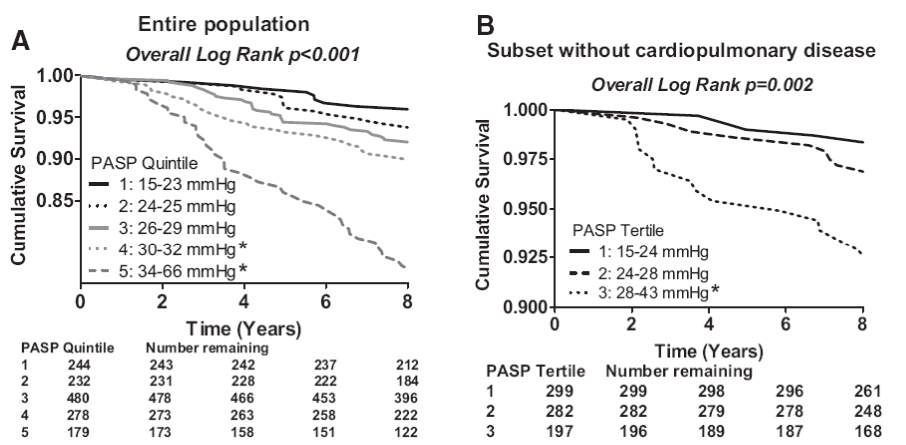 A
Entire population
Overall Log Rank p<0.001
Cumulative Survival
1.00
0.95
0.90
0.85
PASP Quintile
1: 15-23 mmHg
2: 24-25 mmHg
3: 26-29 mmHg
4: 30-32 mmHg*
5: 34-66 mmHg*
0 2 4 6 8
Time (Years)
PASP Quintile Number remaining
1 244 243 242 237 212
2 232 231 228 222 184
3 480 478 466 453 396
4 278 273 263 258 222
5 179 173 158 151 122
B
Subset without cardiopulmonary disease
Overall Log Rank p=0.002
Cumulative Survival
1.000
0.975
0.950
0.925
0.900
PASP Tertile
1: 15-24 mmHg
2: 24-28 mmHg
3: 28-43 mmHg*
0 2 4 6 8
Time (Years)
PASP Tertile Number remaining
1 299 299 298 296 261
2 282 282 279 278 248
3 197 196 189 187 168